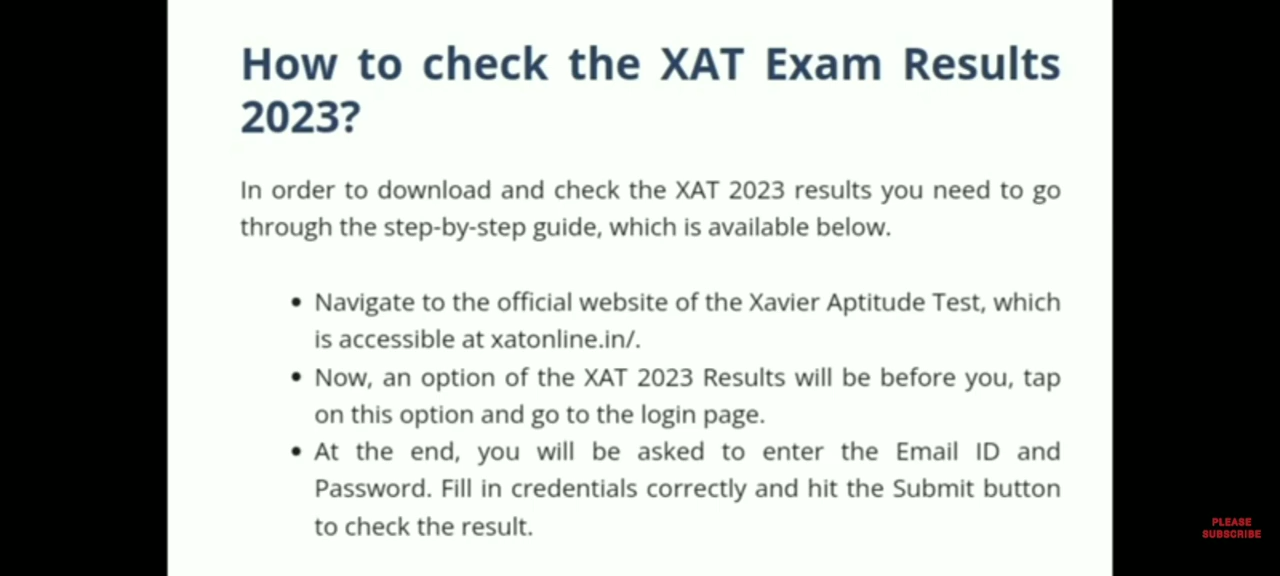 How to check the XAT Exam Results
2023?
In order to download and check the XAT 2023 results you need to go
through the step-by-step guide, which is available below.
• Navigate to the official website of the Xavier Aptitude Test, which
is accessible at xatonline.in/.
• Now, an option of the XAT 2023 Results will be before you, tap
on this option and go to the login page.
• At the end, you will be asked to enter the Email ID and
Password. Fill in credentials correctly and hit the Submit button
to check the result.
PLEASE
SUBSCRIBE